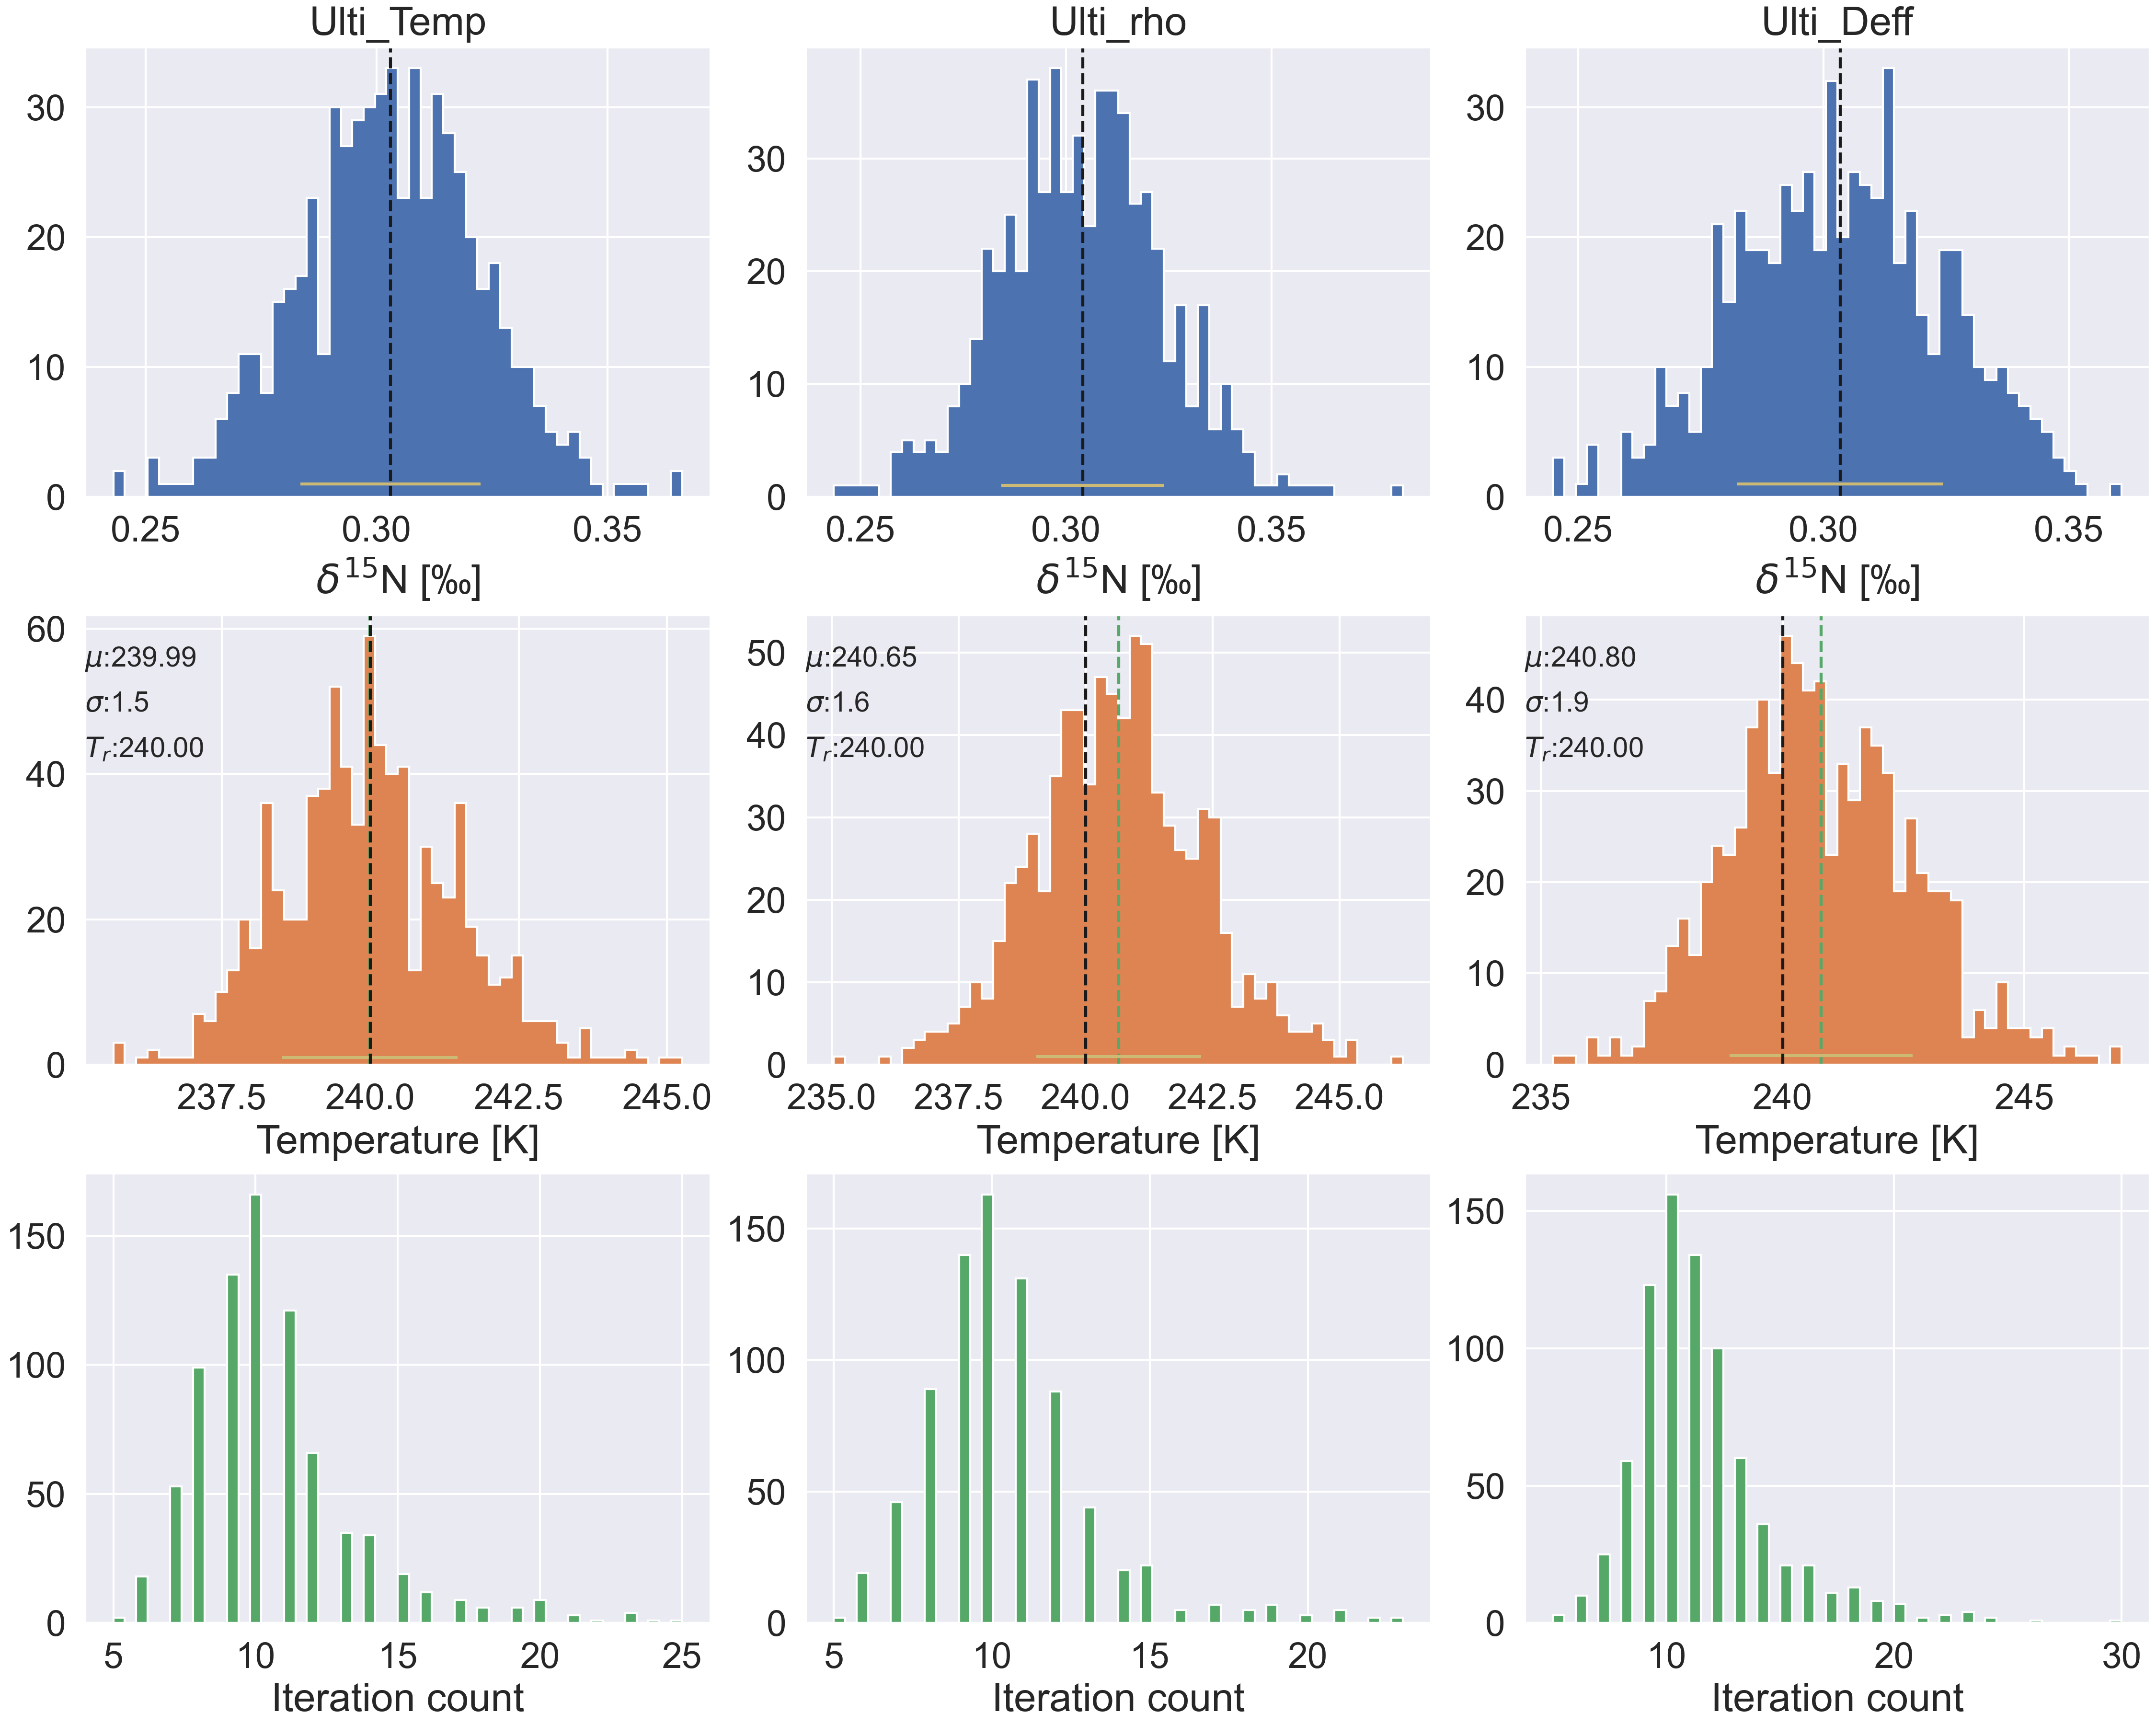 Ulti_Temp Ulti_rho Ulti_Deff
30 30 30
20 20 20
10 10 10
0 0 0
0.25 0.30 0.35 0.25 0.30 0.35 0.25 0.30 0.35
δ¹⁵N [‰] δ¹⁵N [‰] δ¹⁵N [‰]
60 50
μ:239.99 μ:240.65 μ:240.80
σ:1.5 σ:1.6 40 σ:1.9
Tᵣ:240.00 40 Tᵣ:240.00 Tᵣ:240.00
40 30 30
20 20 20
10 10
0 0 0
237.5 240.0 242.5 245.0 235.0 237.5 240.0 242.5 245.0 235 240 245
Temperature [K] Temperature [K] Temperature [K]
150 150 150
100 100 100
50 50 50
0 0 0
5 10 15 20 25 5 10 15 20 10 20 30
Iteration count Iteration count Iteration count